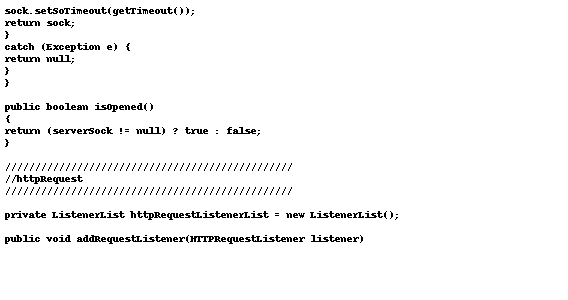 sock.setSoTimeout(getTimeout());
return sock;
}
catch (Exception e) {
return null;
}
}
public boolean isOpened()
{
return (serverSock != null) ? true : false;
}
////////////////////////////////////////////////
//httpRequest
////////////////////////////////////////////////
private ListenerList httpRequestListenerList = new ListenerList();
public void addRequestListener(HTTPRequestListener listener)